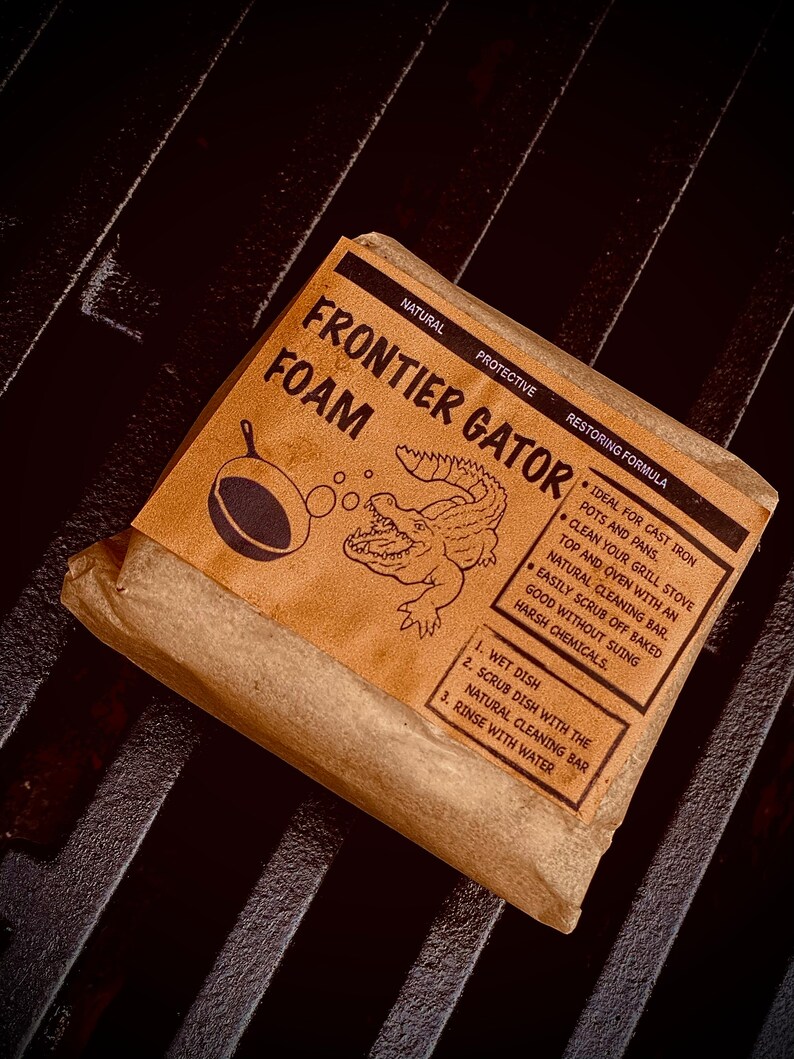 NATURAL PROTECTIVE RESTORING FORMULA
FRONTIER GATOR
FOAM
• IDEAL FOR CAST IRON
POTS AND PANS.
• CLEAN YOUR GRILL STOVE
TOP AND OVEN WITH AN
NATURAL CLEANING BAR.
• EASILY SCRUB OFF BAKED
GOOD WITHOUT SUING
HARSH CHEMICALS.
1. WET DISH
2. SCRUB DISH WITH THE
NATURAL CLEANING BAR
3. RINSE WITH WATER